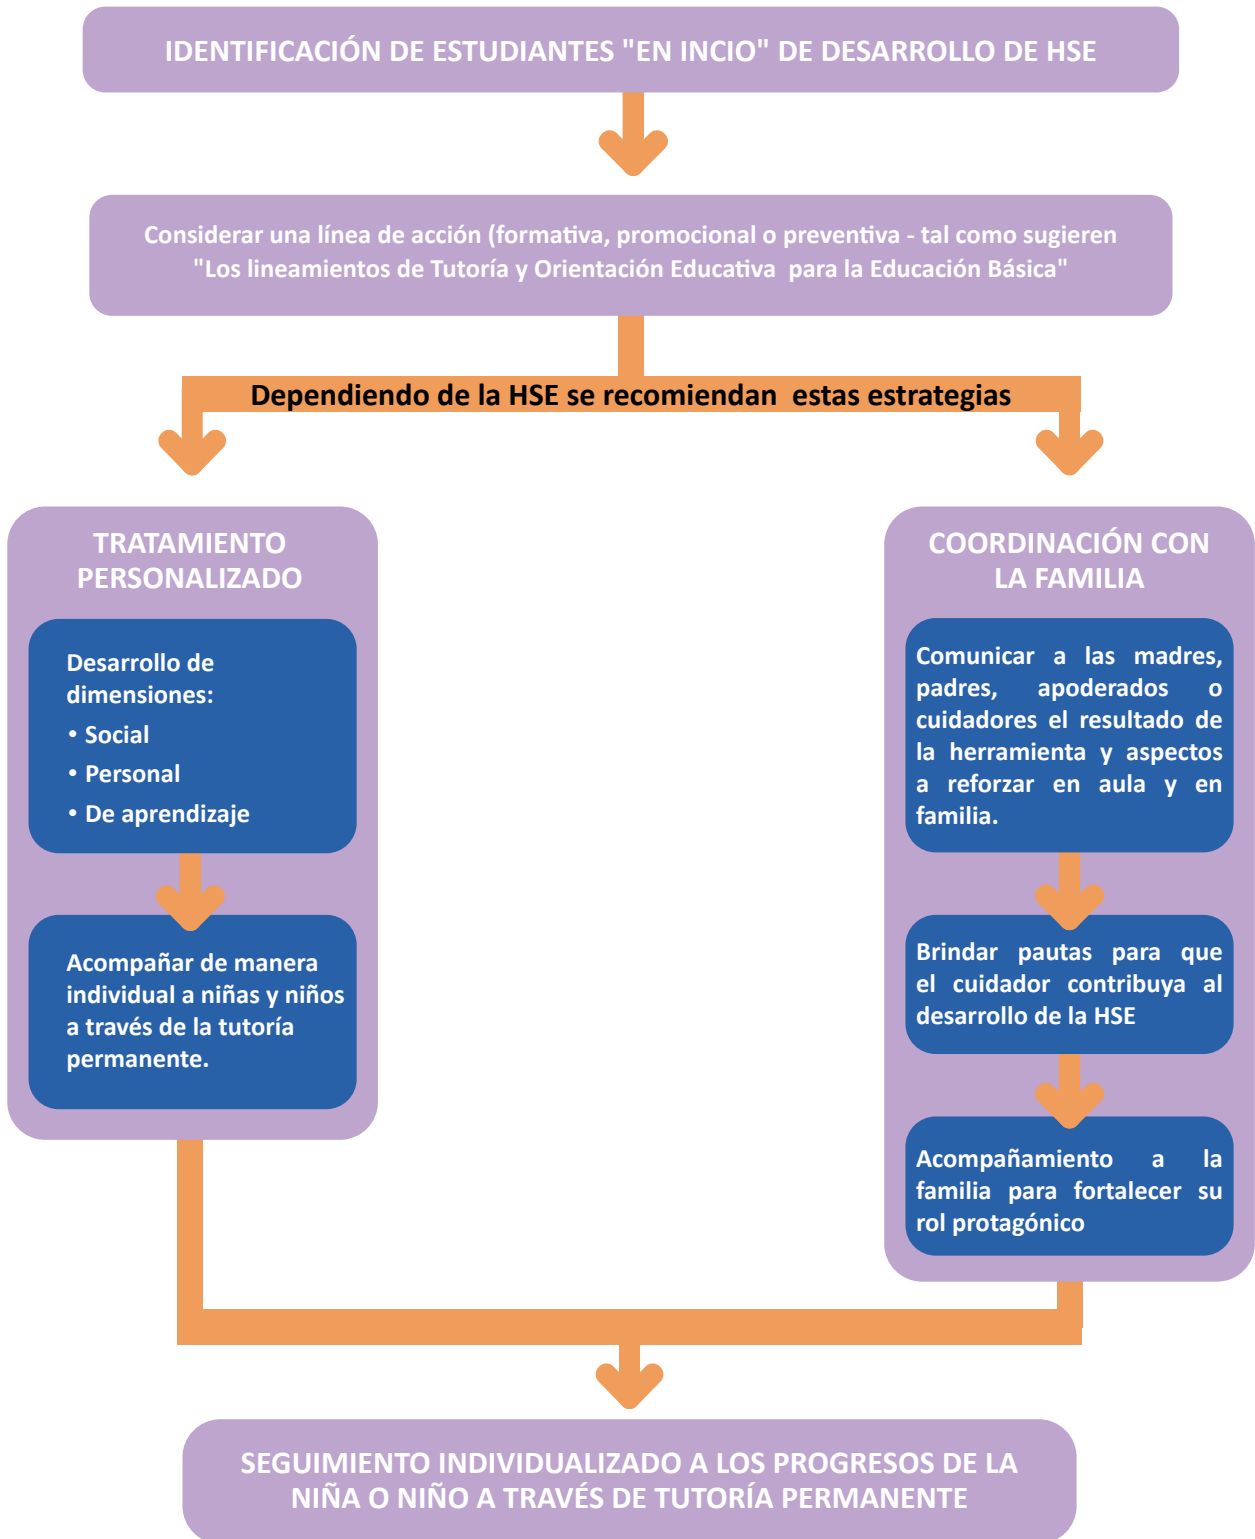 IDENTIFICACIÓN DE ESTUDIANTES "EN INCIO" DE DESARROLLO DE HSE
Considerar una línea de acción (formativa, promocional o preventiva - tal como sugieren
"Los lineamientos de Tutoría y Orientación Educativa para la Educación Básica"
Dependiendo de la HSE se recomiendan estas estrategias
TRATAMIENTO
PERSONALIZADO
Desarrollo de
dimensiones:
• Social
• Personal
• De aprendizaje
Acompañar de manera
individual a niñas y niños
a través de la tutoría
permanente.
COORDINACIÓN CON
LA FAMILIA
Comunicar a las madres,
padres, apoderados o
cuidadores el resultado de
la herramienta y aspectos
a reforzar en aula y en
familia.
Brindar pautas para que
el cuidador contribuya al
desarrollo de la HSE
Acompañamiento a la
familia para fortalecer su
rol protagónico
SEGUIMIENTO INDIVIDUALIZADO A LOS PROGRESOS DE LA
NIÑA O NIÑO A TRAVÉS DE TUTORÍA PERMANENTE